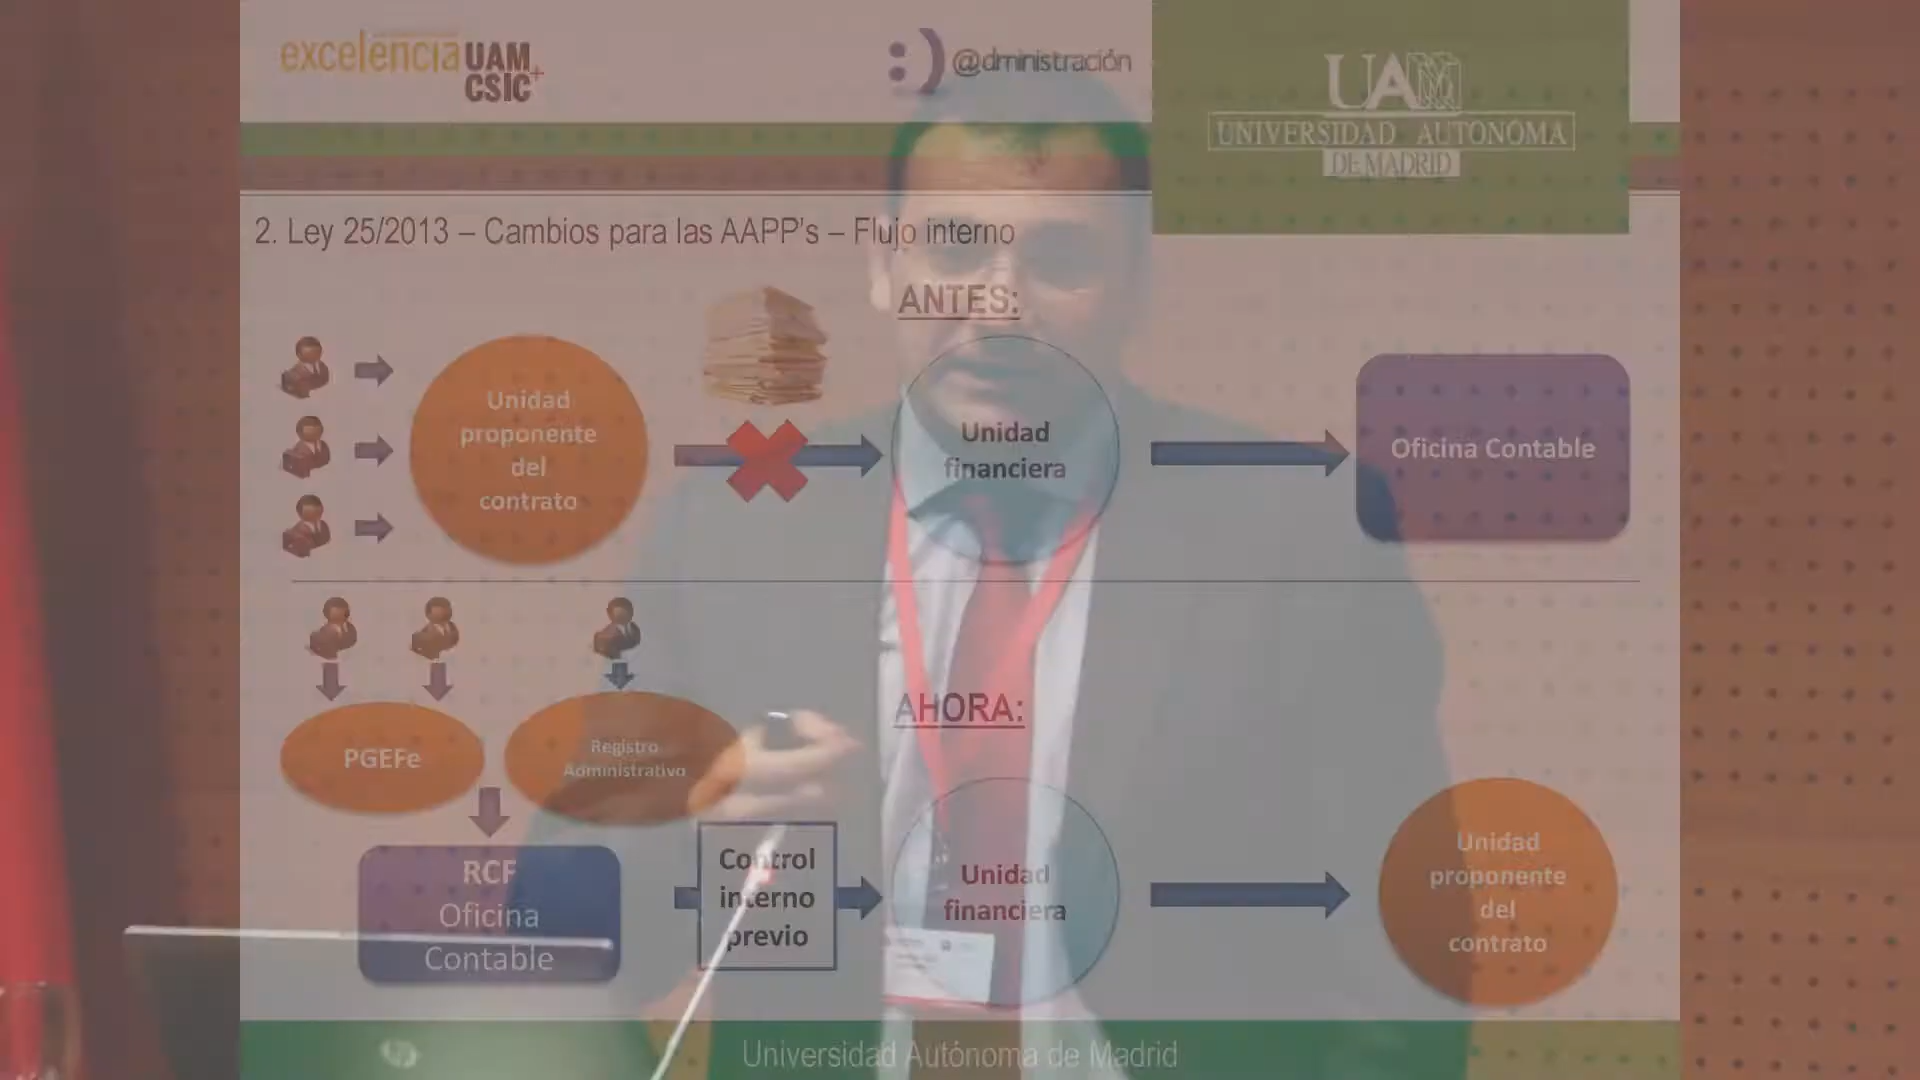 excelencia UAM
CSIC+
:) @dministración
UAM
UNIVERSIDAD AUTONÓMA
DE MADRID
2. Ley 25/2013 – Cambios para las AAPP's – Flujo interno
ANTES:
Unidad
proponente
del
contrato
Unidad
financiera
Oficina Contable
AHORA:
PGEFe
Registro
Administrativo
RCF
Oficina
Contable
Control
interno
previo
Unidad
financiera
Unidad
proponente
del
contrato
Universidad Autónoma de Madrid